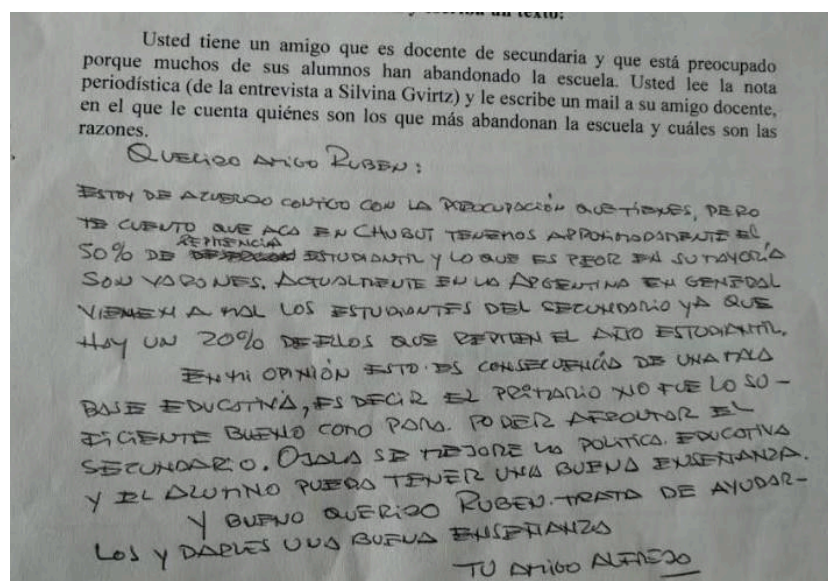 y escriba un texto:
Usted tiene un amigo que es docente de secundaria y que está preocupado
porque muchos de sus alumnos han abandonado la escuela. Usted lee la nota
periodística (de la entrevista a Silvina Gvirtz) y le escribe un mail a su amigo docente,
en el que le cuenta quiénes son los que más abandonan la escuela y cuáles son las
razones.
QUERIDO AMIGO RUBEN:
ESTOY DE ACUERDO CONTIGO CON LA PREOCUPACIÓN QUE TIENES, PERO
TE CUENTO QUE ACA EN CHUBUT TENEMOS APROXIMADAMENTE EL
REPITENCIA
50% DE ESTUDIANTIL Y LO QUE ES PEOR EN SU MAYORÍA
SON VARONES. ACTUALMENTE EN LA ARGENTINA EN GENERAL
VIENEN A MAL LOS ESTUDIANTES DEL SECUNDARIO YA QUE
HAY UN 20% DE ELLOS QUE REPITEN EL AÑO ESTUDIANTIL.
EN MI OPINIÓN ESTO ES CONSECUENCIA DE UNA MALA
BASE EDUCATIVA, ES DECIR EL PRIMARIO NO FUE LO SU-
FICIENTE BUENO COMO PARA. PODER AFRONTAR EL
SECUNDARIO. OJALA SE MEJORE LA POLITICA. EDUCATIVA
Y EL ALUMNO PUEDA TENER UNA BUENA ENSEÑANZA.
Y BUENO QUERIDO RUBEN. TRATA DE AYUDAR-
LOS Y DARLES UNA BUENA ENSEÑANZA
TU AMIGO ALFREDO